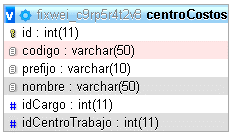 fixwei_c9rp5r4t2v8 centroCostos
id : int(11)
codigo : varchar(50)
prefijo : varchar(10)
nombre : varchar(50)
idCargo : int(11)
idCentroTrabajo : int(11)